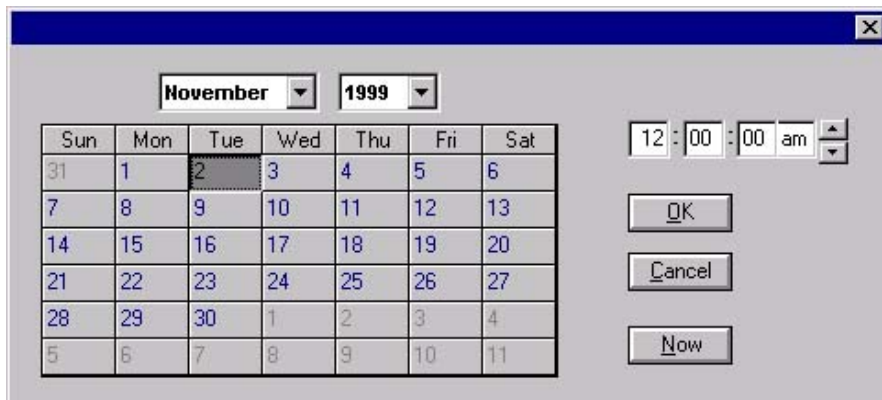 November 1999
Sun Mon Tue Wed Thu Fri Sat
31 1 2 3 4 5 6
7 8 9 10 11 12 13
14 15 16 17 18 19 20
21 22 23 24 25 26 27
28 29 30 1 2 3 4
5 6 7 8 9 10 11
12 : 00 : 00 am
OK
Cancel
Now